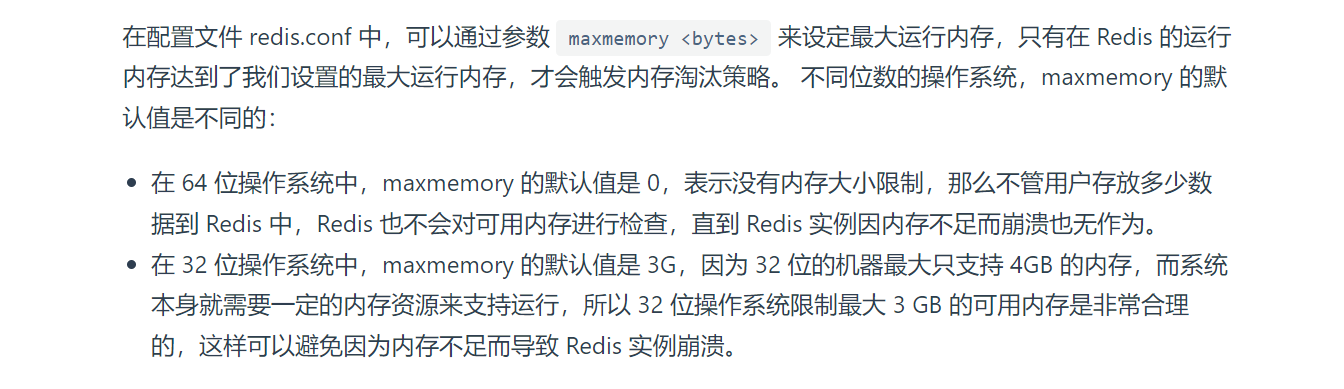 在配置文件 redis.conf 中，可以通过参数 maxmemory <bytes> 来设定最大运行内存，只有在 Redis 的运行
内存达到了我们设置的最大运行内存，才会触发内存淘汰策略。 不同位数的操作系统，maxmemory 的默
认值是不同的：
• 在 64 位操作系统中，maxmemory 的默认值是 0，表示没有内存大小限制，那么不管用户存放多少数
据到 Redis 中，Redis 也不会对可用内存进行检查，直到 Redis 实例因内存不足而崩溃也无作为。
• 在 32 位操作系统中，maxmemory 的默认值是 3G，因为 32 位的机器最大只支持 4GB 的内存，而系统
本身就需要一定的内存资源来支持运行，所以 32 位操作系统限制最大 3 GB 的可用内存是非常合理
的，这样可以避免因为内存不足而导致 Redis 实例崩溃。